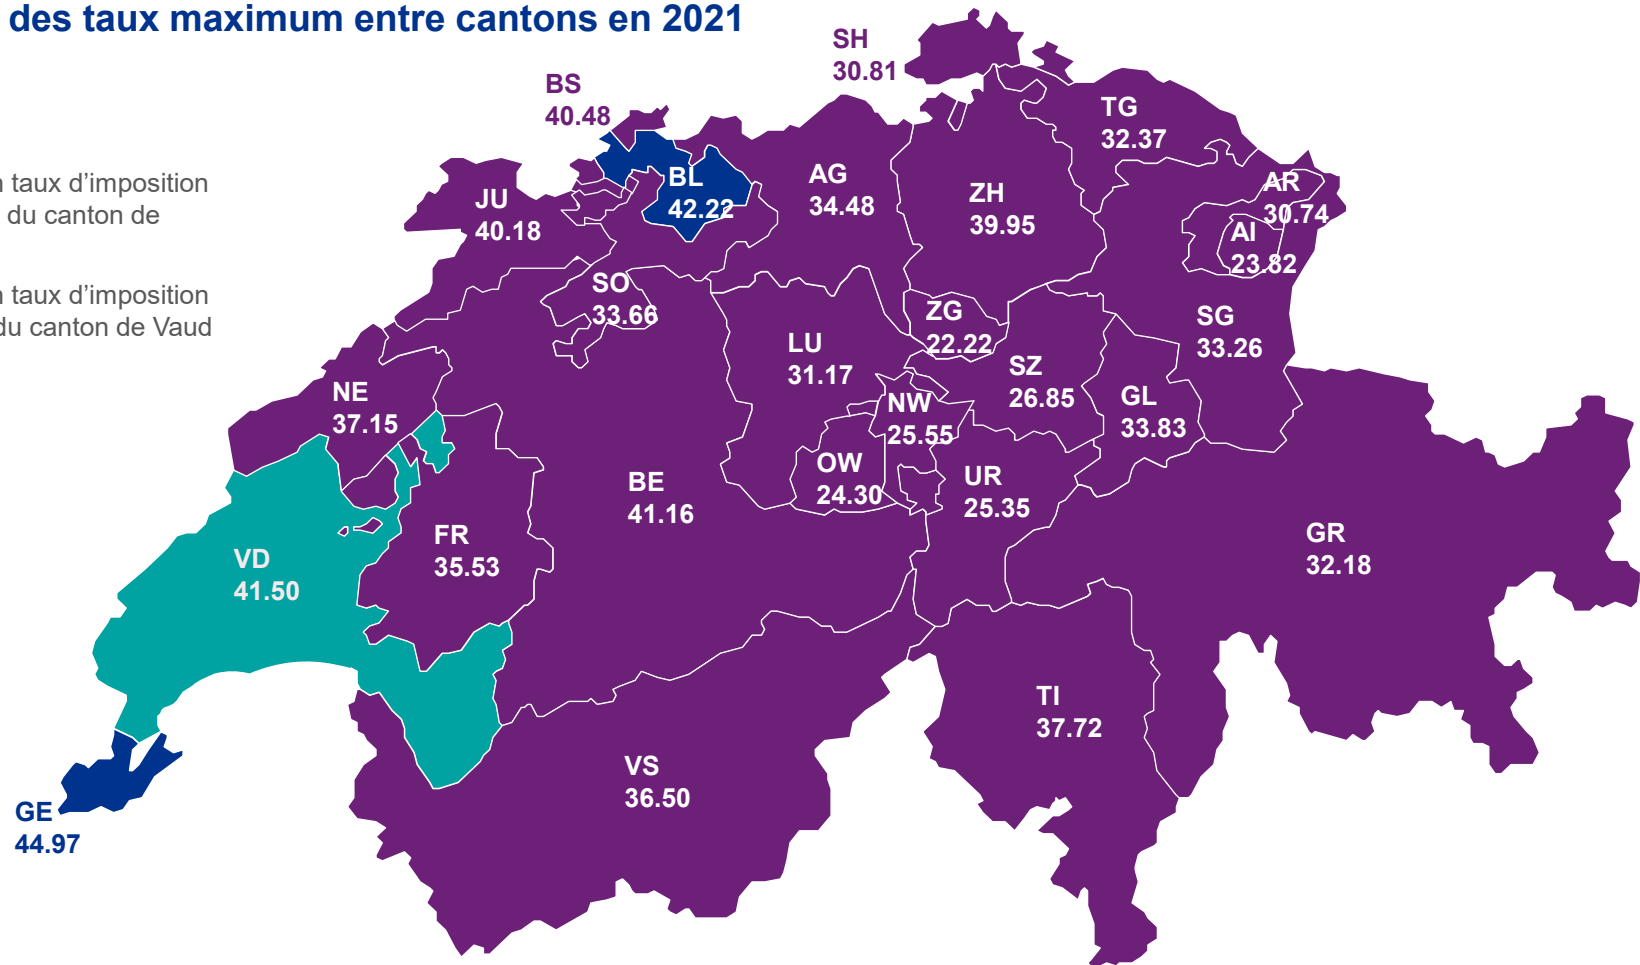 des taux maximum entre cantons en 2021
SH
30.81
BS
40.48
TG
32.37
taux d'imposition
du canton de
JU
40.18
BL
42.22
AG
34.48
ZH
39.95
AR
30.74
AI
23.82
taux d'imposition
du canton de Vaud
SO
33.66
ZG
22.22
SG
33.26
LU
31.17
SZ
26.85
NE
37.15
NW
25.55
GL
33.83
OW
24.30
UR
25.35
BE
41.16
FR
35.53
GR
32.18
VD
41.50
TI
37.72
VS
36.50
GE
44.97